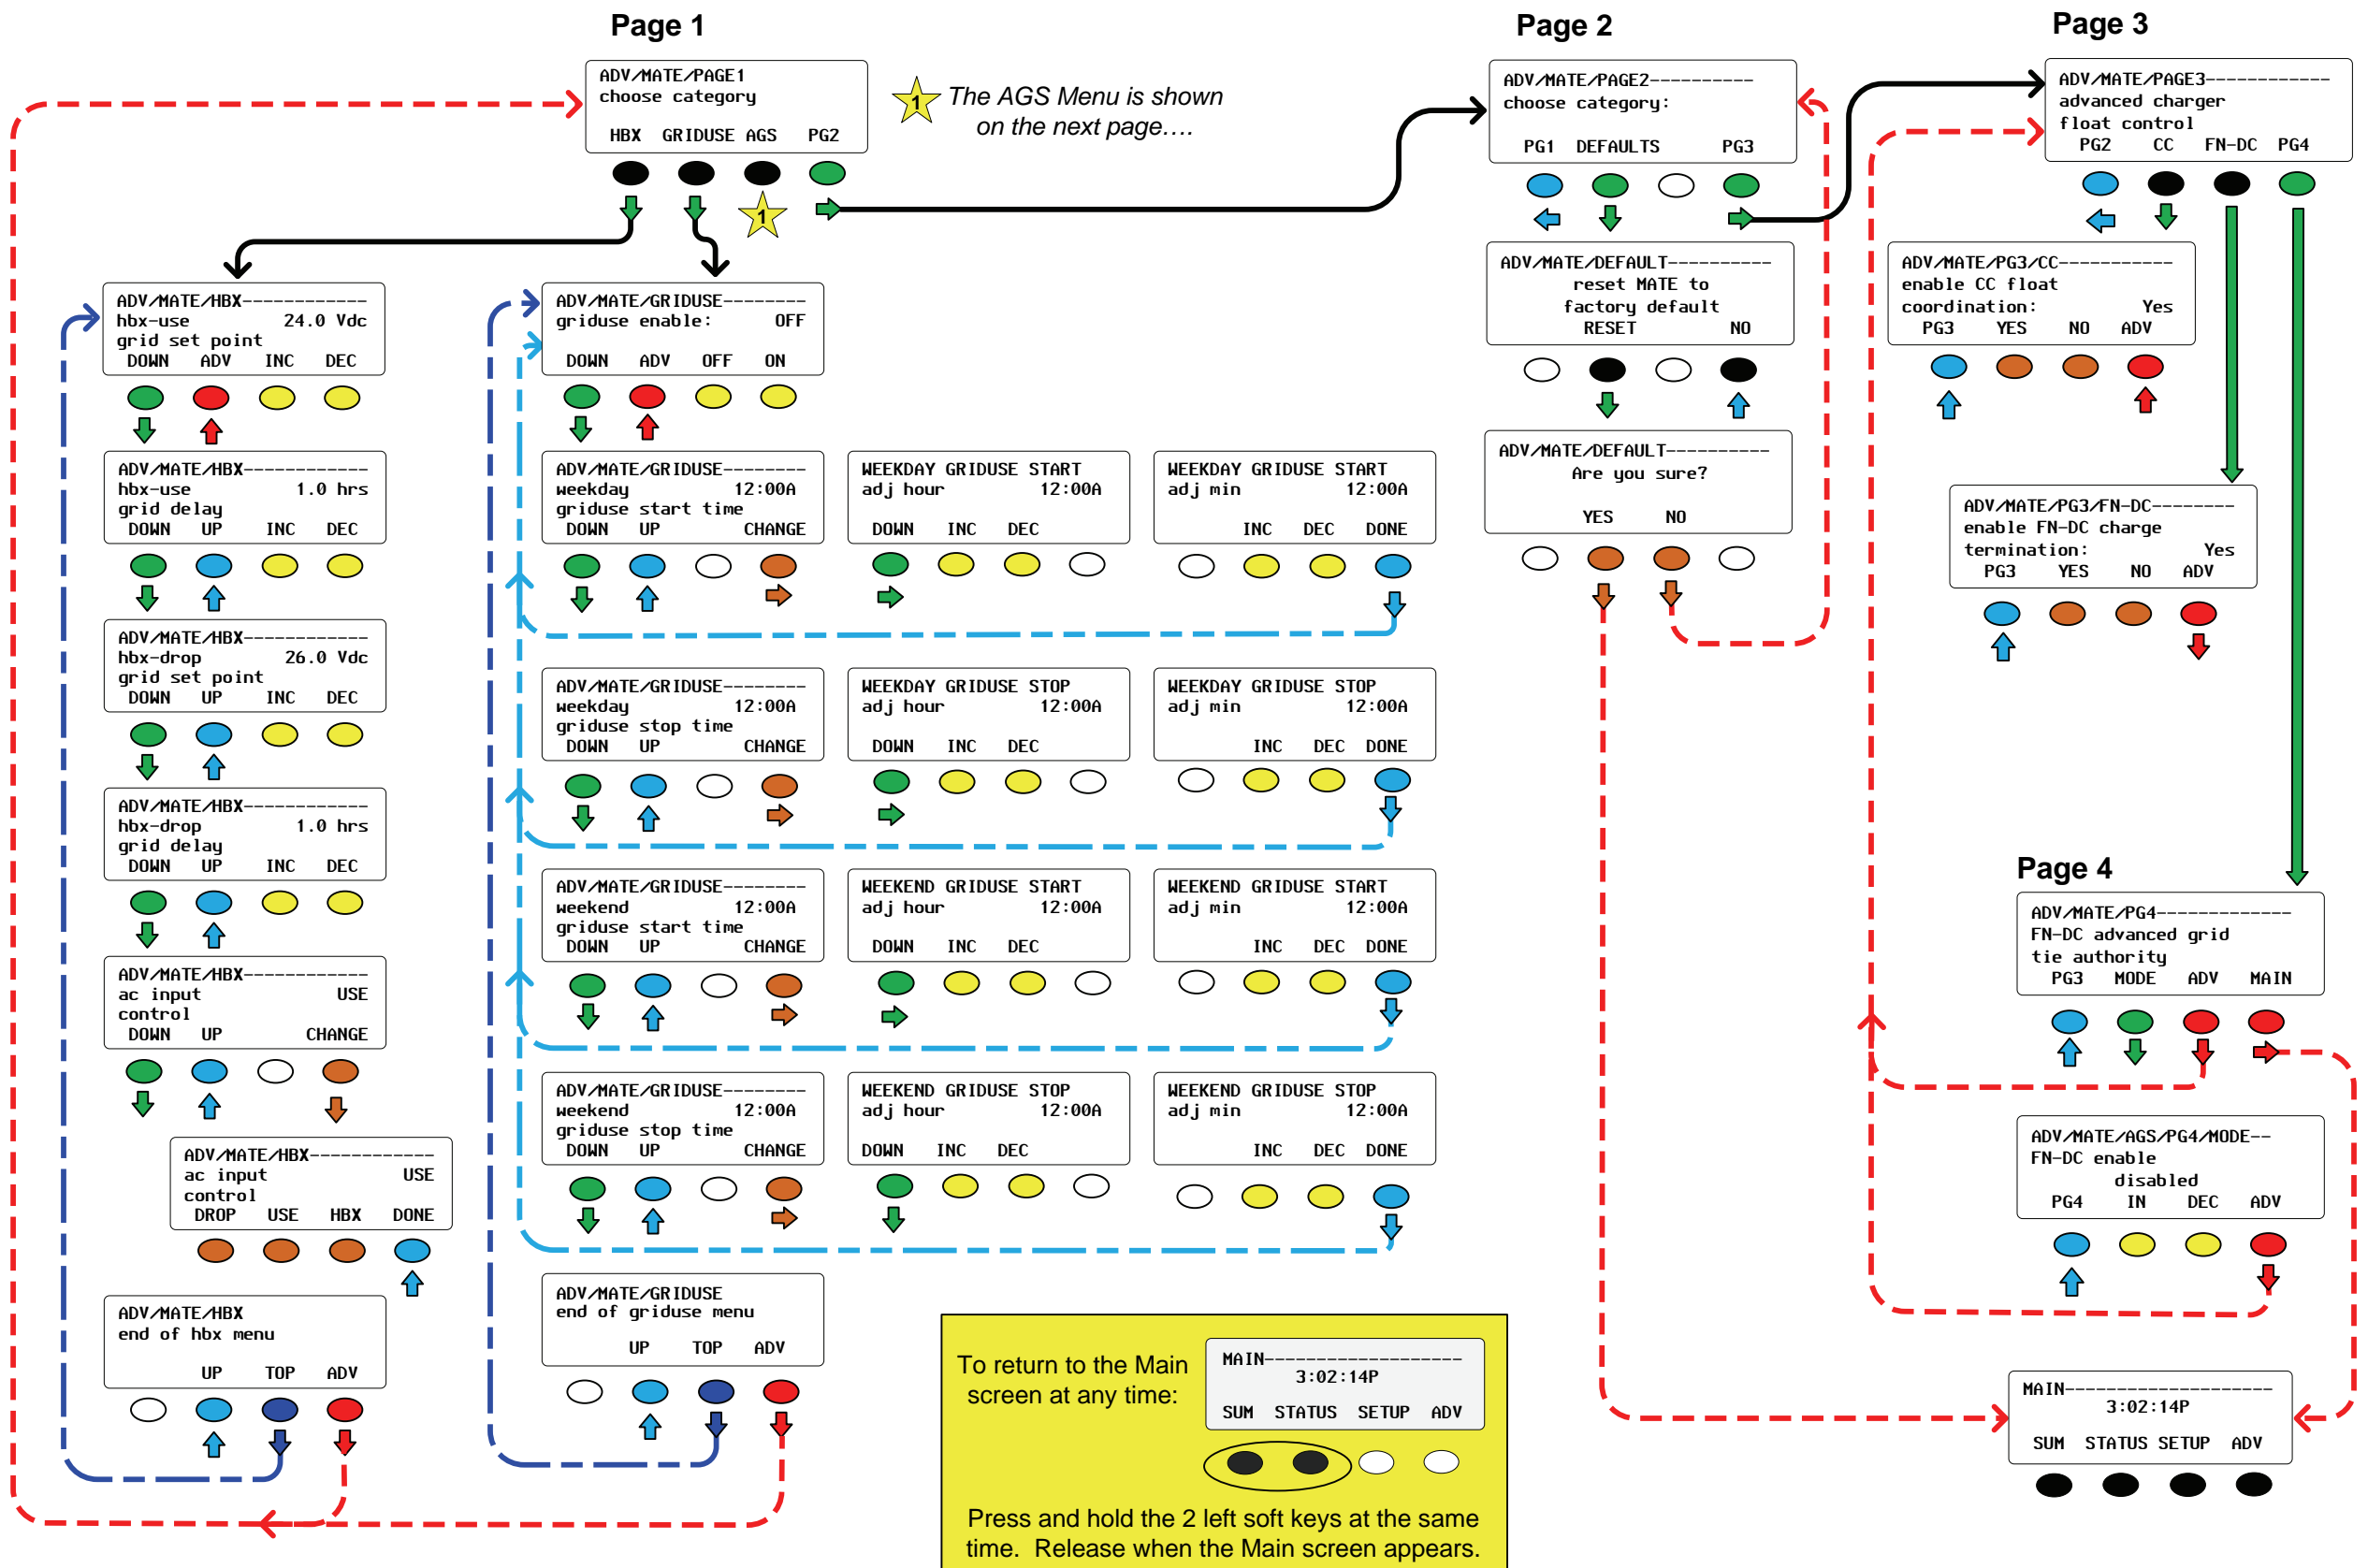 Page 1
ADV/MATE/PAGE1
choose category
HBX GRIDUSE AGS PG2
1
1
The AGS Menu is shown
on the next page....
ADV/MATE/HBX------------
hbx-use 24.0 Vdc
grid set point
DOWN ADV INC DEC
ADV/MATE/HBX------------
hbx-use 1.0 hrs
grid delay
DOWN UP INC DEC
ADV/MATE/HBX------------
hbx-drop 26.0 Vdc
grid set point
DOWN UP INC DEC
ADV/MATE/HBX------------
hbx-drop 1.0 hrs
grid delay
DOWN UP INC DEC
ADV/MATE/HBX------------
ac input USE
control
DOWN UP CHANGE
ADV/MATE/HBX------------
ac input USE
control
DROP USE HBX DONE
ADV/MATE/HBX
end of hbx menu
UP TOP ADV
ADV/MATE/GRIDUSE--------
griduse enable: OFF
DOWN ADV OFF ON
ADV/MATE/GRIDUSE--------
weekday 12:00A
griduse start time
DOWN UP CHANGE
WEEKDAY GRIDUSE START
adj hour 12:00A
DOWN INC DEC
WEEKDAY GRIDUSE START
adj min 12:00A
INC DEC DONE
ADV/MATE/GRIDUSE--------
weekday 12:00A
griduse stop time
DOWN UP CHANGE
WEEKDAY GRIDUSE STOP
adj hour 12:00A
DOWN INC DEC
WEEKDAY GRIDUSE STOP
adj min 12:00A
INC DEC DONE
ADV/MATE/GRIDUSE--------
weekend 12:00A
griduse start time
DOWN UP CHANGE
WEEKEND GRIDUSE START
adj hour 12:00A
DOWN INC DEC
WEEKEND GRIDUSE START
adj min 12:00A
INC DEC DONE
ADV/MATE/GRIDUSE--------
weekend 12:00A
griduse stop time
DOWN UP CHANGE
WEEKEND GRIDUSE STOP
adj hour 12:00A
DOWN INC DEC
WEEKEND GRIDUSE STOP
adj min 12:00A
INC DEC DONE
ADV/MATE/GRIDUSE
end of griduse menu
UP TOP ADV
To return to the Main
screen at any time:
MAIN-------------------
3:02:14P
SUM STATUS SETUP ADV
Press and hold the 2 left soft keys at the same
time. Release when the Main screen appears.
Page 2
ADV/MATE/PAGE2----------
choose category:
PG1 DEFAULTS PG3
ADV/MATE/DEFAULT----------
reset MATE to
factory default
RESET NO
ADV/MATE/DEFAULT----------
Are you sure?
YES NO
Page 3
ADV/MATE/PAGE3------------
advanced charger
float control
PG2 CC FN-DC PG4
ADV/MATE/PG3/CC-----------
enable CC float
coordination: Yes
PG3 YES NO ADV
ADV/MATE/PG3/FN-DC--------
enable FN-DC charge
termination: Yes
PG3 YES NO ADV
Page 4
ADV/MATE/PG4-------------
FN-DC advanced grid
tie authority
PG3 MODE ADV MAIN
ADV/MATE/AGS/PG4/MODE--
FN-DC enable
disabled
PG4 IN DEC ADV
MAIN--------------------
3:02:14P
SUM STATUS SETUP ADV